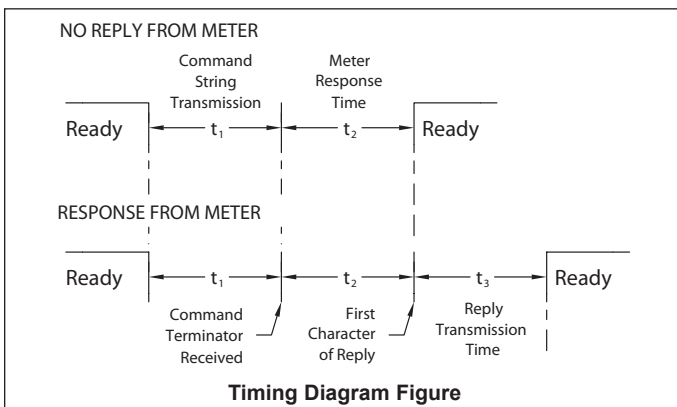 NO REPLY FROM METER
Command
String
Transmission
Meter
Response
Time
Ready
t₁
t₂
Ready
RESPONSE FROM METER
Ready
t₁
t₂
t₃
Ready
Command
Terminator
Received
First
Character
of Reply
Reply
Transmission
Time
Timing Diagram Figure